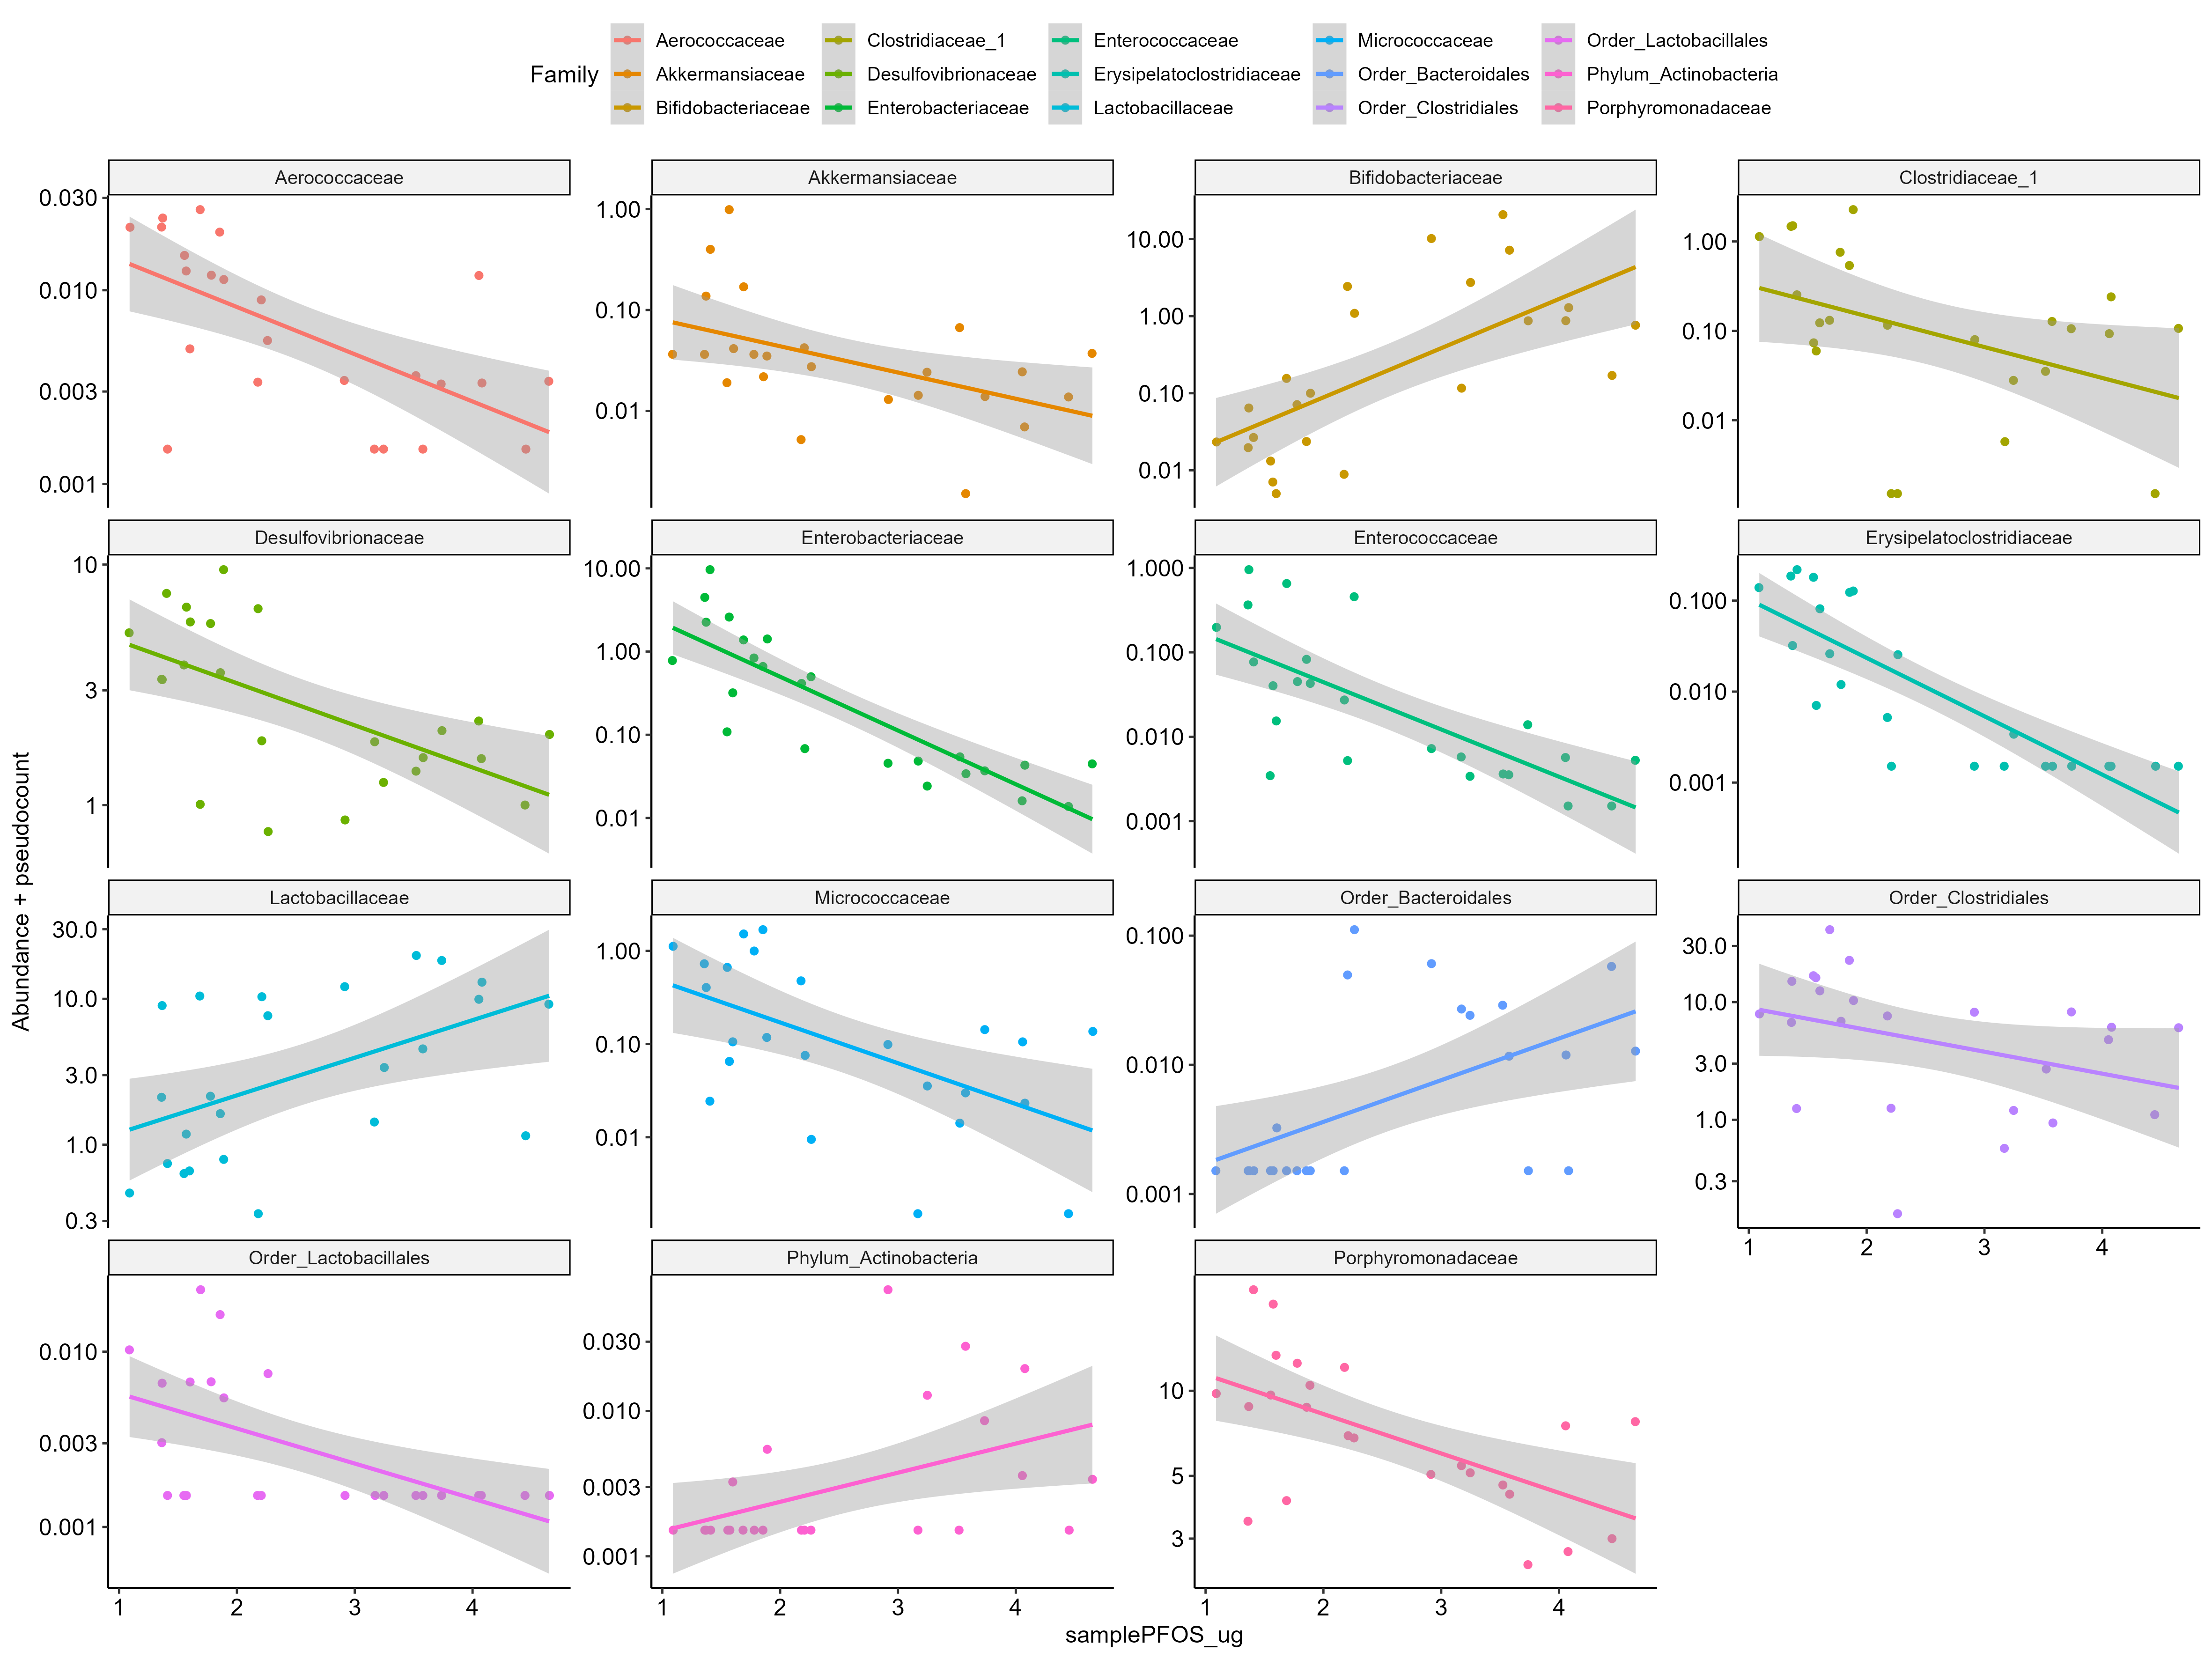 Family
Aerococcaceae
Akkermansiaceae
Bifidobacteriaceae
Clostridiaceae_1
Desulfovibrionaceae
Enterobacteriaceae
Enterococcaceae
Erysipelatoclostridiaceae
Lactobacillaceae
Micrococcaceae
Order_Bacteroidales
Order_Clostridiales
Order_Lactobacillales
Phylum_Actinobacteria
Porphyromonadaceae
Abundance + pseudocount
Aerococcaceae
0.030
0.010
0.003
0.001
Akkermansiaceae
1.00
0.10
0.01
Bifidobacteriaceae
10.00
1.00
0.10
0.01
Clostridiaceae_1
1.00
0.10
0.01
Desulfovibrionaceae
10
3
1
Enterobacteriaceae
10.00
1.00
0.10
0.01
Enterococcaceae
1.000
0.100
0.010
0.001
Erysipelatoclostridiaceae
0.100
0.010
0.001
Lactobacillaceae
30.0
10.0
3.0
1.0
0.3
Micrococcaceae
1.00
0.10
0.01
Order_Bacteroidales
0.100
0.010
0.001
Order_Clostridiales
30.0
10.0
3.0
1.0
0.3
1 2 3 4
Order_Lactobacillales
0.010
0.003
0.001
1 2 3 4
Phylum_Actinobacteria
0.030
0.010
0.003
0.001
1 2 3 4
Porphyromonadaceae
10
5
3
1 2 3 4
samplePFOS_ug